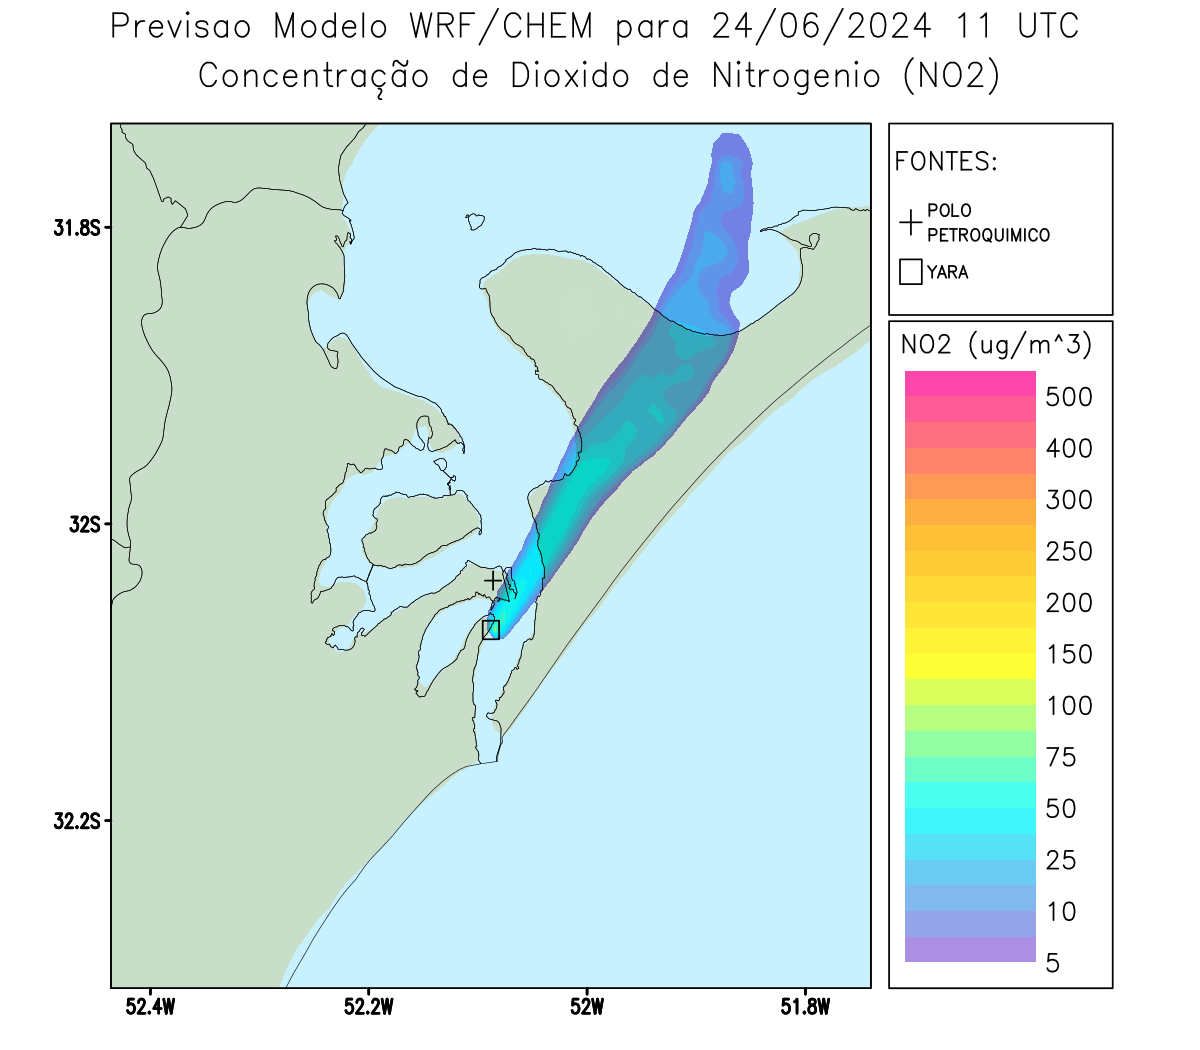 Previsao Modelo WRF/CHEM para 24/06/2024 11 UTC
Concentração de Dioxido de Nitrogenio (NO2)
FONTES:
POLO
PETROQUIMICO
YARA
31.8S
32S
32.2S
52.4W
52.2W
52W
51.8W
NO2 (ug/m^3)
500
400
300
250
200
150
100
75
50
25
10
5